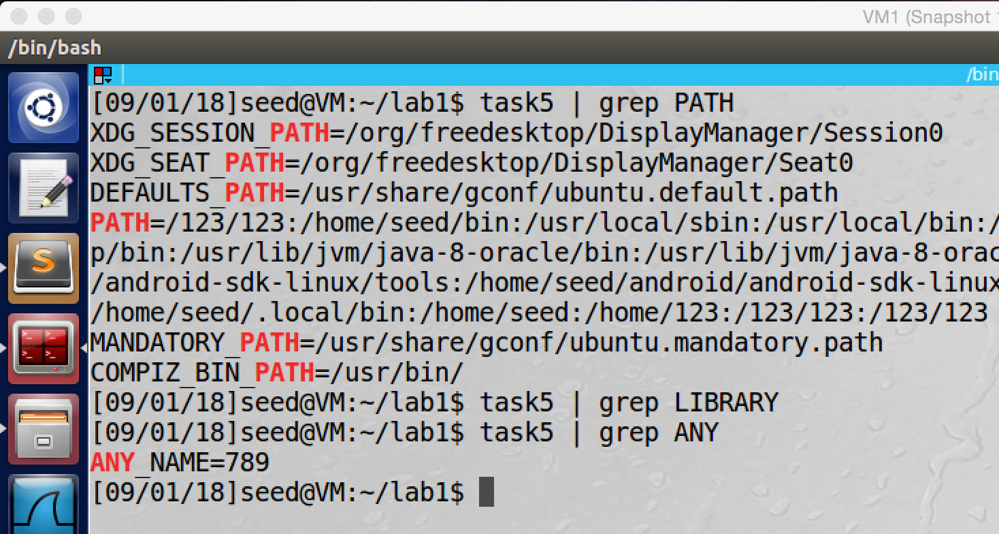 VM1 (Snapshot
/bin/bash
/bin
[09/01/18]seed@VM:~/lab1$ task5 | grep PATH
XDG_SESSION_PATH=/org/freedesktop/DisplayManager/Session0
XDG_SEAT_PATH=/org/freedesktop/DisplayManager/Seat0
DEFAULTS_PATH=/usr/share/gconf/ubuntu.default.path
PATH=/123/123:/home/seed/bin:/usr/local/sbin:/usr/local/bin:/
p/bin:/usr/lib/jvm/java-8-oracle/bin:/usr/lib/jvm/java-8-orac
/android-sdk-linux/tools:/home/seed/android/android-sdk-linux
/home/seed/.local/bin:/home/seed:/home/123:/123/123:/123/123
MANDATORY_PATH=/usr/share/gconf/ubuntu.mandatory.path
COMPIZ_BIN_PATH=/usr/bin/
[09/01/18]seed@VM:~/lab1$ task5 | grep LIBRARY
[09/01/18]seed@VM:~/lab1$ task5 | grep ANY
ANY_NAME=789
[09/01/18]seed@VM:~/lab1$